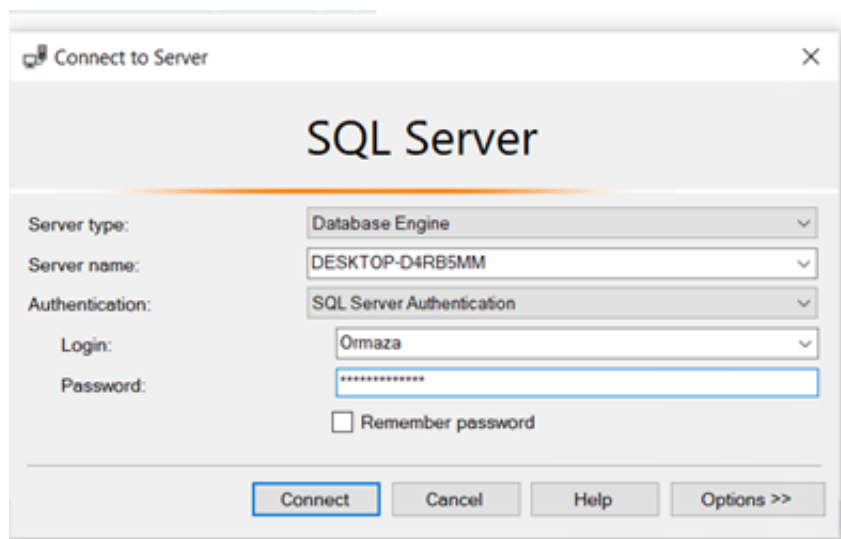 Connect to Server
SQL Server
Server type: Database Engine
Server name: DESKTOP-D4RB5MM
Authentication: SQL Server Authentication
Login: Ormaza
Password: *************
Remember password
Connect Cancel Help Options >>